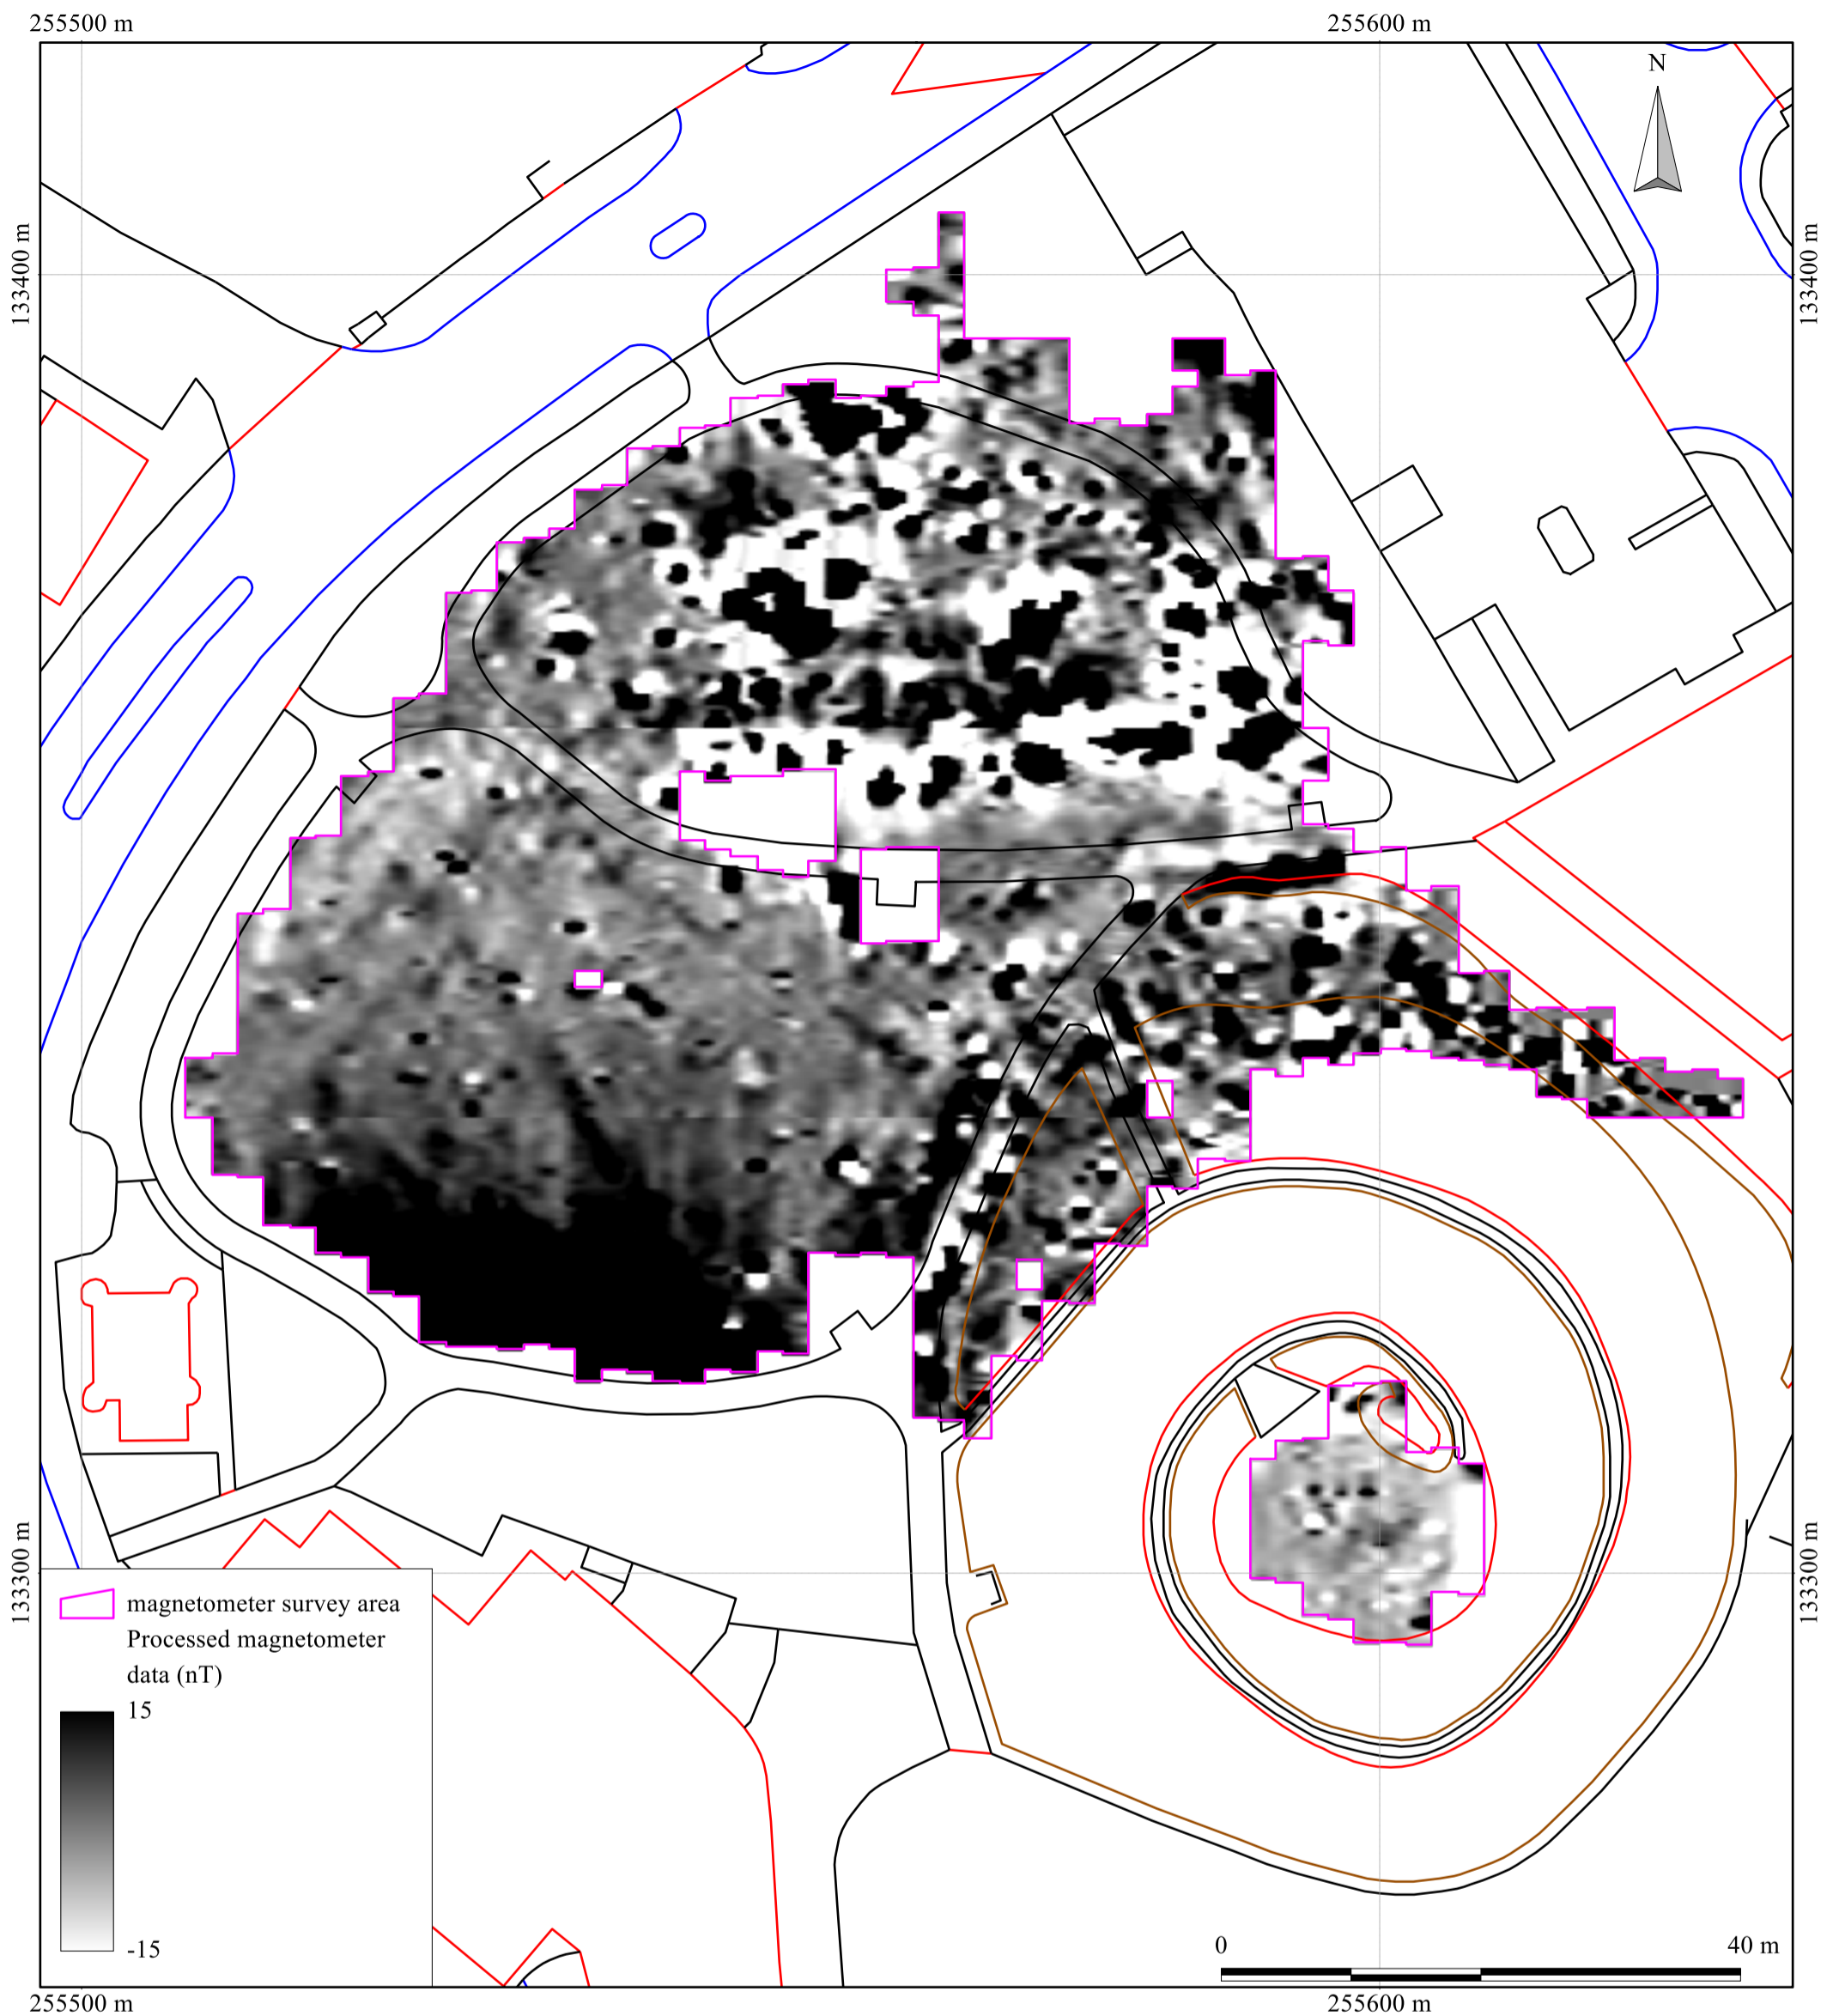 255500 m
255600 m
N
133400 m
133400 m
133300 m
133300 m
magnetometer survey area
Processed magnetometer
data (nT)
15
-15
0
40 m
255500 m
255600 m